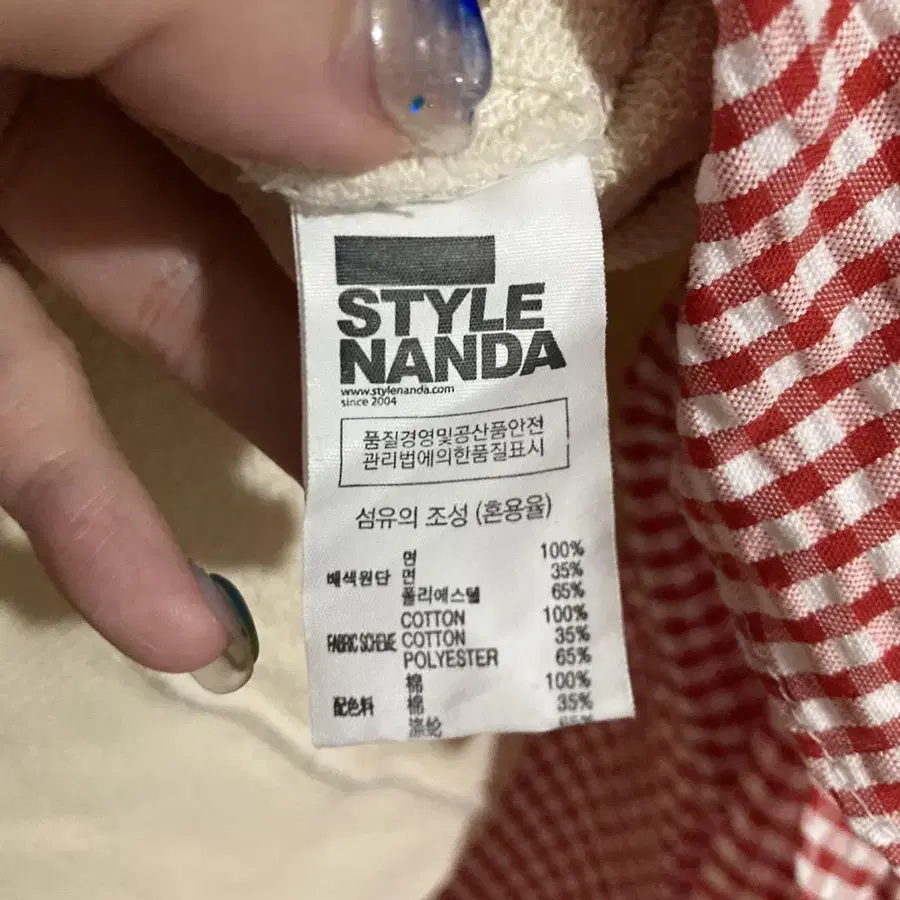 STYLE
NANDA
www.stylenanda.com
since 2004
품질경영및공산품안전
관리법에의한품질표시
섬유의 조성 (혼용율)
면 100%
배색원단 면 35%
폴리에스텔 65%
COTTON 100%
FABRIC SCHEME COTTON 35%
POLYESTER 65%
棉 100%
配色料 棉 35%
涤纶 65%